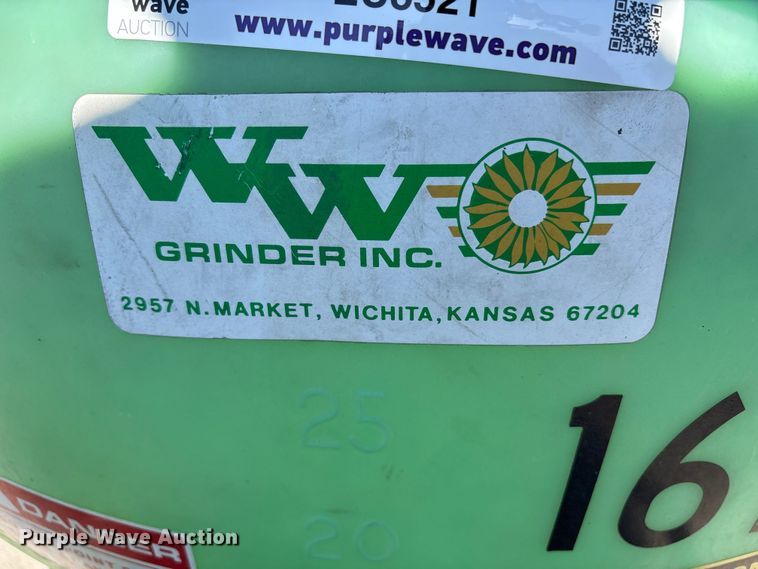 wave
AUCTION
www.purplewave.com
WW
GRINDER INC.
2957 N. MARKET, WICHITA, KANSAS 67204
25
16
20
DANGER
Purple Wave Auction